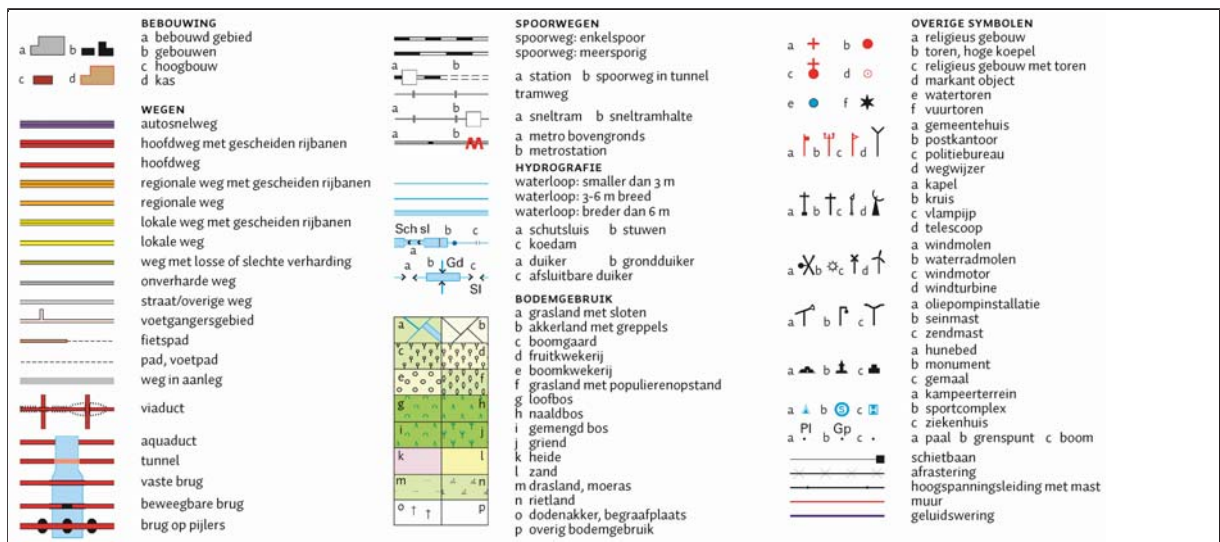 BEBOUWING
a bebouwd gebied
b gebouwen
c hoogbouw
d kas
a b
c d
WEGEN
autosnelweg
hoofdweg met gescheiden rijbanen
hoofdweg
regionale weg met gescheiden rijbanen
regionale weg
lokale weg met gescheiden rijbanen
lokale weg
weg met losse of slechte verharding
onverharde weg
straat/overige weg
voetgangersgebied
fietspad
pad, voetpad
weg in aanleg
viaduct
aquaduct
tunnel
vaste brug
beweegbare brug
brug op pijlers
SPOORWEGEN
spoorweg: enkelspoor
spoorweg: meersporig
a b
a station b spoorweg in tunnel
tramweg
a b
a sneltram b sneltramhalte
a b
a metro bovengronds
b metrostation
HYDROGRAFIE
waterloop: smaller dan 3 m
waterloop: 3-6 m breed
waterloop: breder dan 6 m
Sch sl b c
a
a schutsluis b stuwen
c koedam
a b Gd c
Sl
a duiker b grondduiker
c afsluitbare duiker
BODEMGEBRUIK
a b
c d
e f
g h
i j
k l
m n
o p
a grasland met sloten
b akkerland met greppels
c boomgaard
d fruitkwekerij
e boomkwekerij
f grasland met populierenopstand
g loofbos
h naaldbos
i gemengd bos
j griend
k heide
l zand
m drasland, moeras
n rietland
o dodenakker, begraafplaats
p overig bodemgebruik
OVERIGE SYMBOLEN
a b
c d
e f
a religieus gebouw
b toren, hoge koepel
c religieus gebouw met toren
d markant object
e watertoren
f vuurtoren
a b c d
a gemeentehuis
b postkantoor
c politiebureau
d wegwijzer
a b c d
a kapel
b kruis
c vlampijp
d telescoop
a b c d
a windmolen
b waterradmolen
c windmotor
d windturbine
a b c
a oliepompinstallatie
b seinmast
c zendmast
a b c
a hunebed
b monument
c gemaal
a b S c H
a kampeerterrein
b sportcomplex
c ziekenhuis
Pl Gp
a b c
a paal b grenspunt c boom
schietbaan
afrastering
hoogspanningsleiding met mast
muur
geluidswering